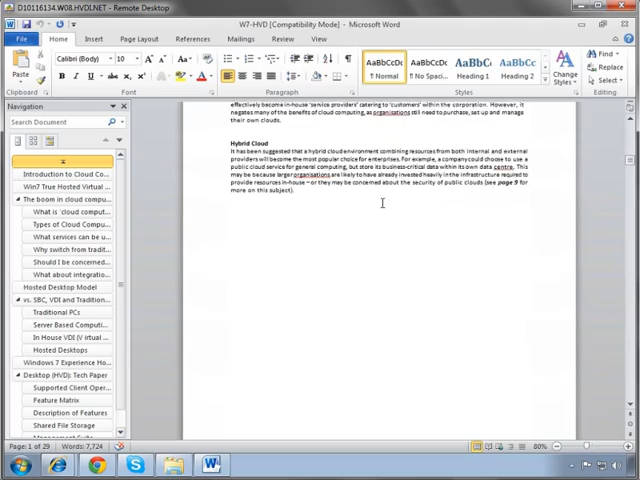 D10116134.W08.HVDI.NET - Remote Desktop
W7-HVD [Compatibility Mode] - Microsoft Word
File Home Insert Page Layout References Mailings Review View
Calibri (Body) 10
Paste
AaBbCcDc AaBbCcDc AaBbC AaBbCc
¶ Normal ¶ No Spaci... Heading 1 Heading 2
Change Styles
Find
Replace
Select
Clipboard Font Paragraph Styles Editing
Navigation
Search Document
Introduction to Cloud Co...
Win7 True Hosted Virtual ...
The boom in cloud compu...
What is 'cloud comput...
Types of Cloud Compu...
What services can be u...
Why switch from tradit...
Should I be concerned...
What about integratio...
Hosted Desktop Model
vs. SBC, VDI and Tradition...
Traditional PCs
Server Based Computi...
In House VDI (Virtual ...
Hosted Desktops
Windows 7 Experience Ho...
Desktop (HVD): Tech Paper
Supported Client Oper...
Feature Matrix
Description of Features
Shared File Storage
Management Suite
effectively become in-house 'service providers' catering to 'customers' within the corporation. However, it
negates many of the benefits of cloud computing, as organisations still need to purchase, set up and manage
their own clouds.
Hybrid Cloud
It has been suggested that a hybrid cloud environment combining resources from both internal and external
providers will become the most popular choice for enterprises. For example, a company could choose to use a
public cloud service for general computing, but store its business-critical data within its own data centre. This
may be because larger organisations are likely to have already invested heavily in the infrastructure required to
provide resources in-house – or they may be concerned about the security of public clouds (see page 9 for
more on this subject).
Page: 1 of 29 Words: 7,724 80%